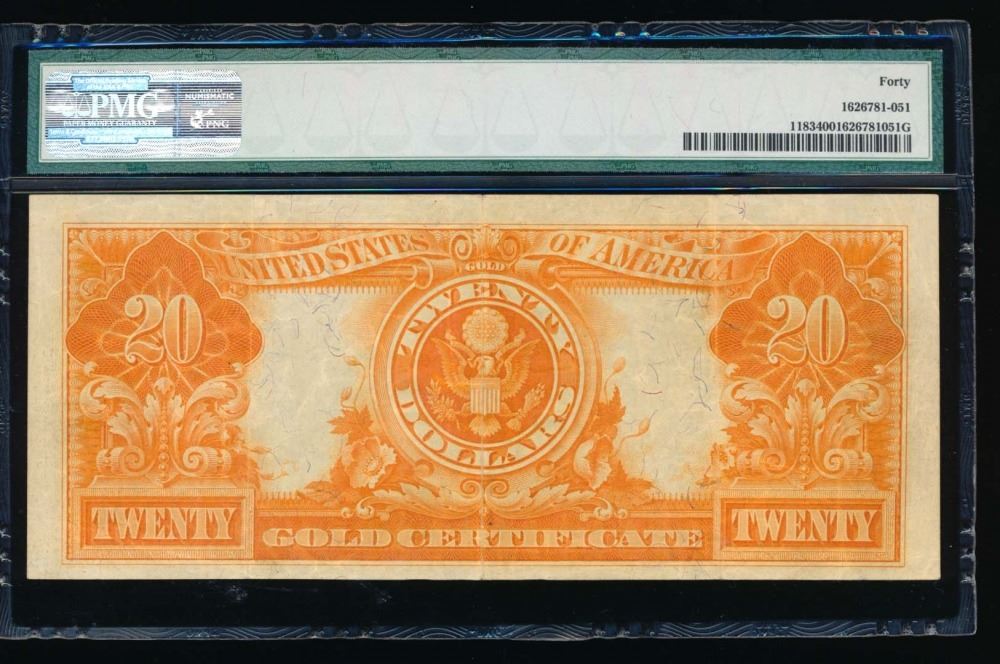 PMG
PAPER MONEY GUARANTY
NUMISMATIC
PNG
Forty
1626781-051
11834001626781051G
UNITED STATES OF AMERICA
GOLD
20
20
TWENTY
DOLLARS
TWENTY
GOLD CERTIFICATE
TWENTY